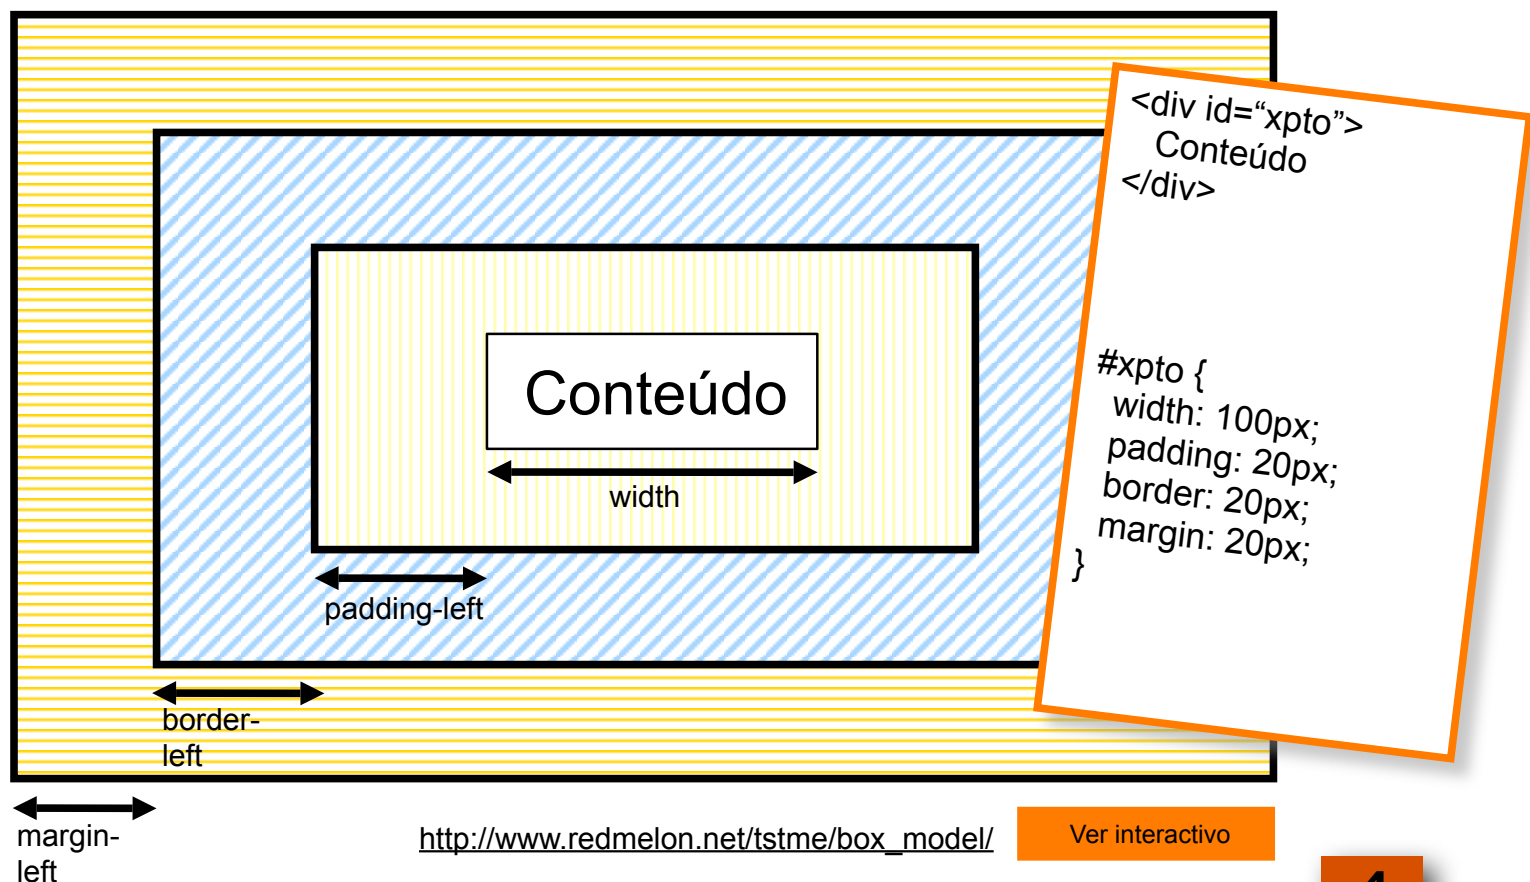 <div id=“xpto”>
Conteúdo
</div>
#xpto {
width: 100px;
padding: 20px;
border: 20px;
margin: 20px;
}
Conteúdo
width
padding-left
border-
left
margin-
left
http://www.redmelon.net/tstme/box_model/
Ver interactivo